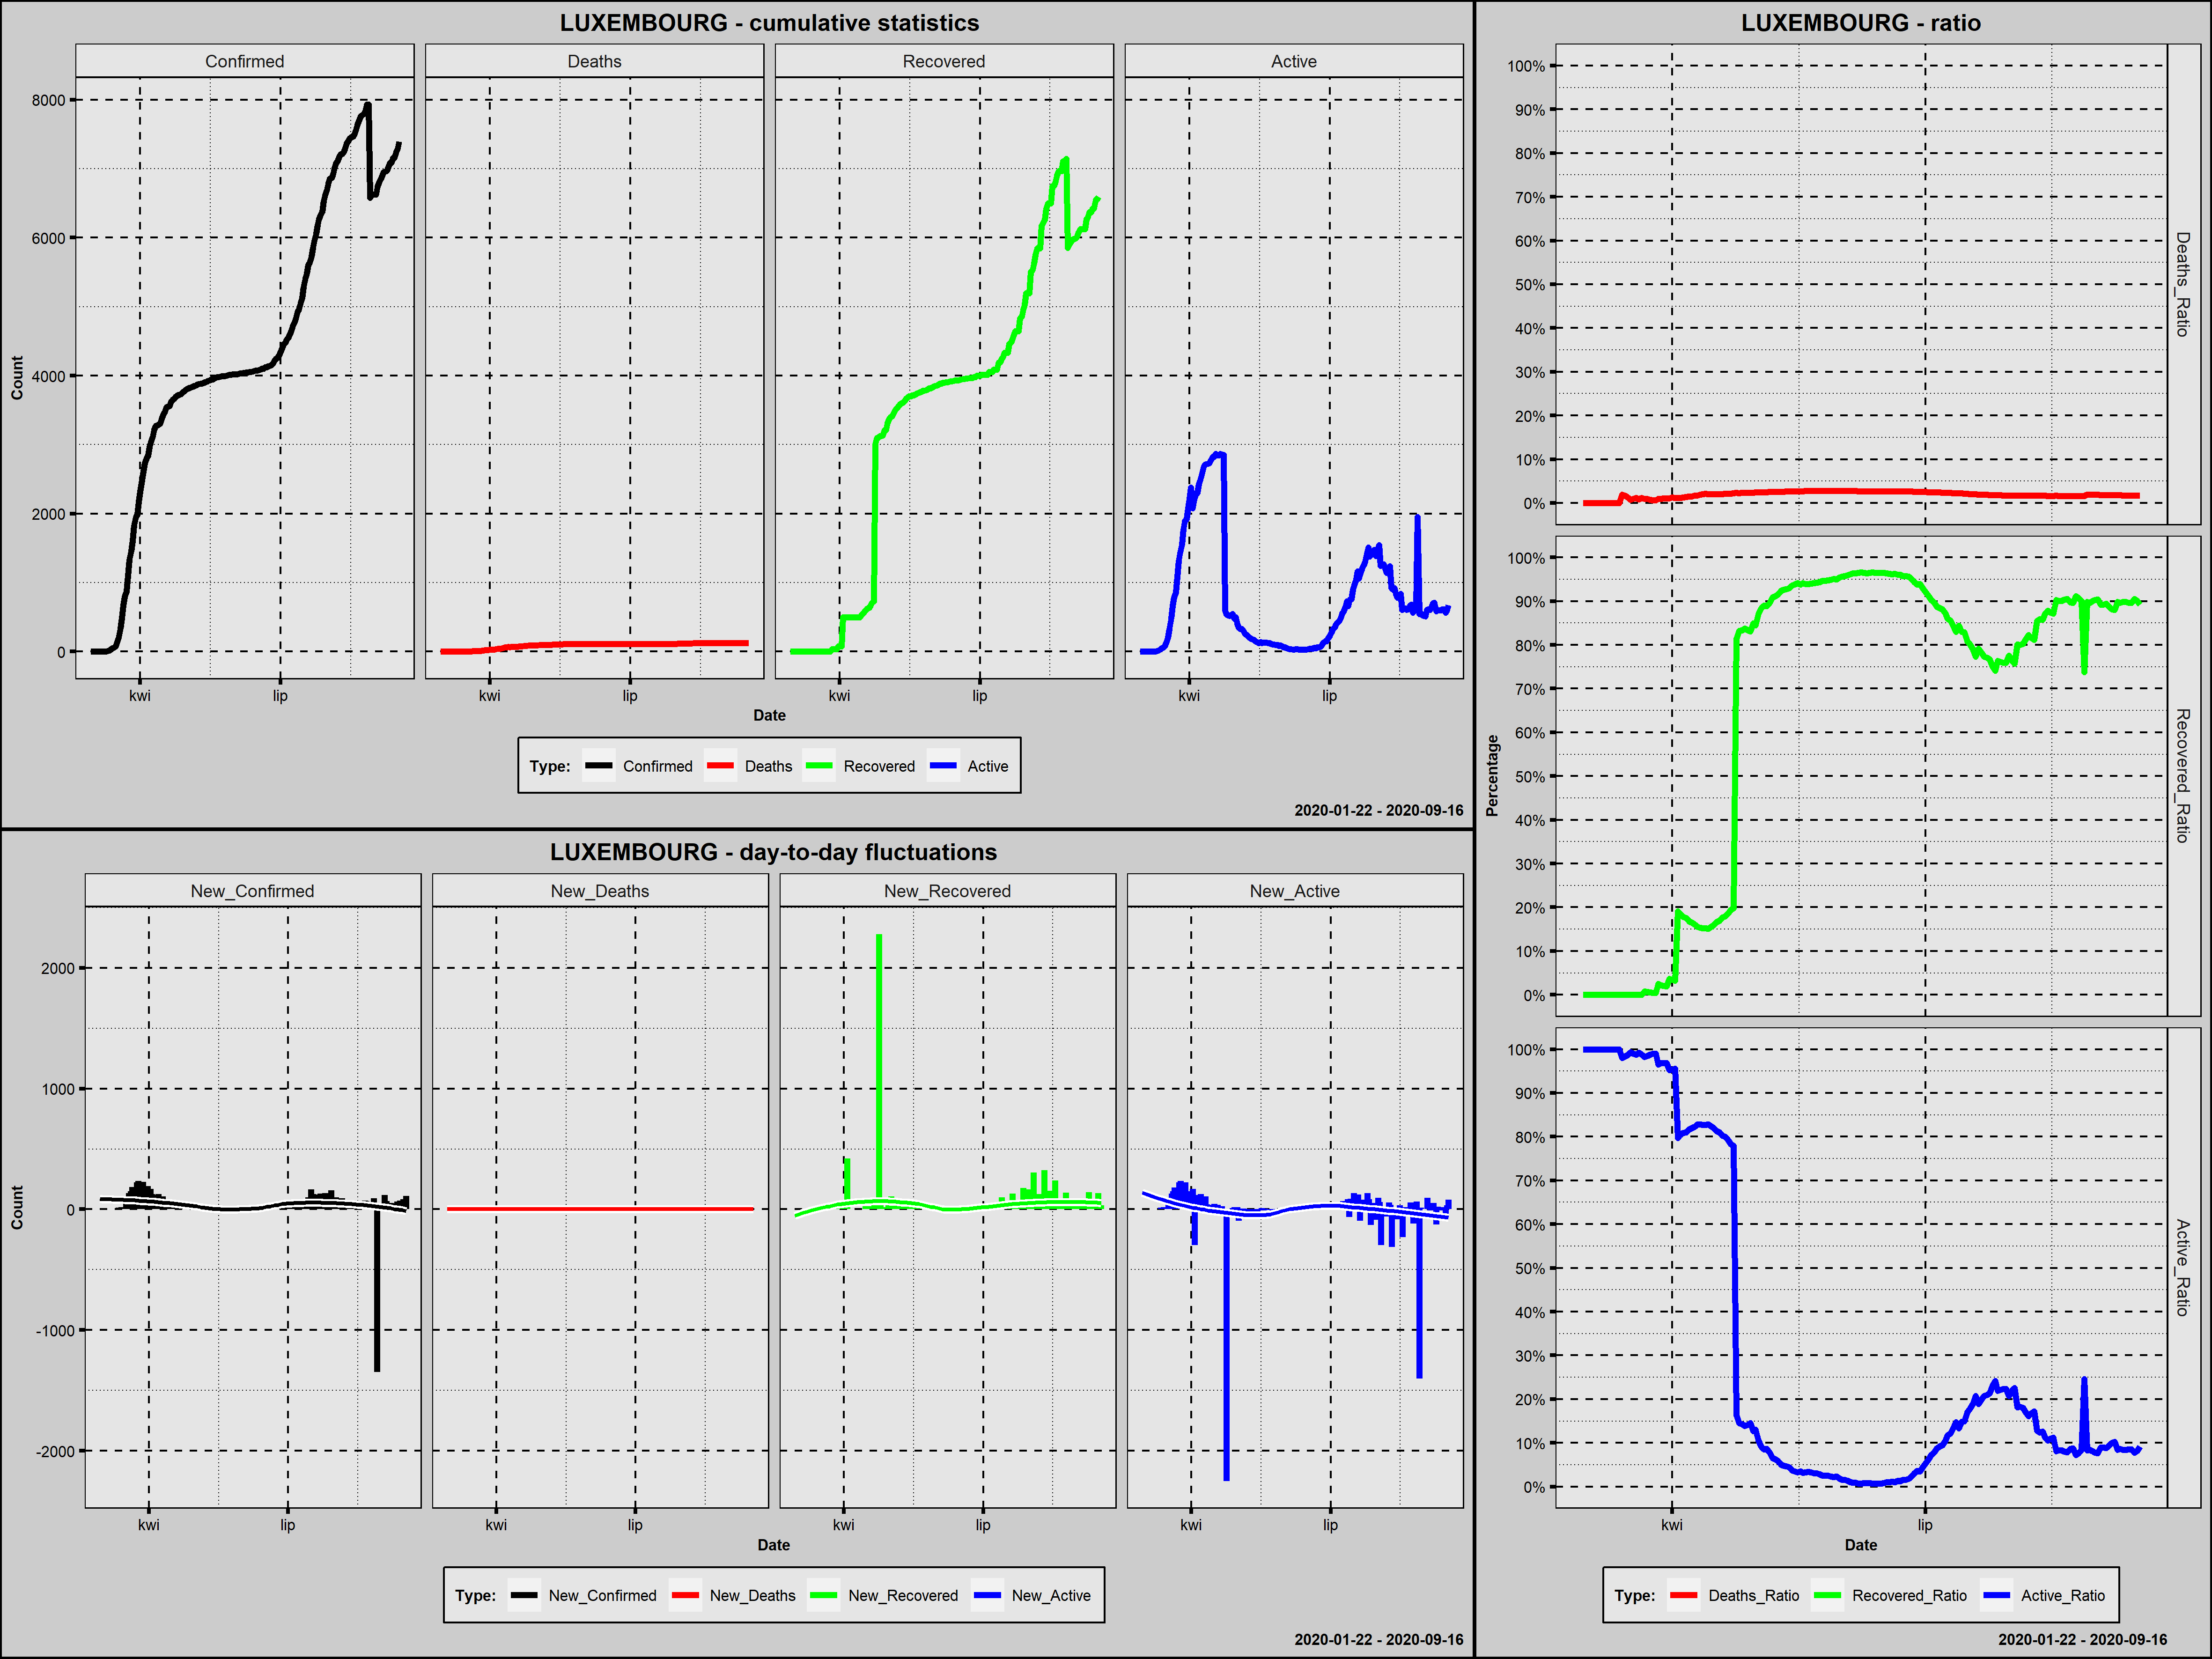 LUXEMBOURG - cumulative statistics
Confirmed Deaths Recovered Active
8000
6000
4000
2000
0
Count
kwi lip kwi lip kwi lip kwi lip
Date
Type: Confirmed Deaths Recovered Active
2020-01-22 - 2020-09-16
LUXEMBOURG - day-to-day fluctuations
New_Confirmed New_Deaths New_Recovered New_Active
2000
1000
0
-1000
-2000
Count
kwi lip kwi lip kwi lip kwi lip
Date
Type: New_Confirmed New_Deaths New_Recovered New_Active
2020-01-22 - 2020-09-16
LUXEMBOURG - ratio
100%
90%
80%
70%
60%
50%
40%
30%
20%
10%
0%
Deaths_Ratio
100%
90%
80%
70%
60%
50%
40%
30%
20%
10%
0%
Recovered_Ratio
100%
90%
80%
70%
60%
50%
40%
30%
20%
10%
0%
Active_Ratio
Percentage
kwi lip
Date
Type: Deaths_Ratio Recovered_Ratio Active_Ratio
2020-01-22 - 2020-09-16